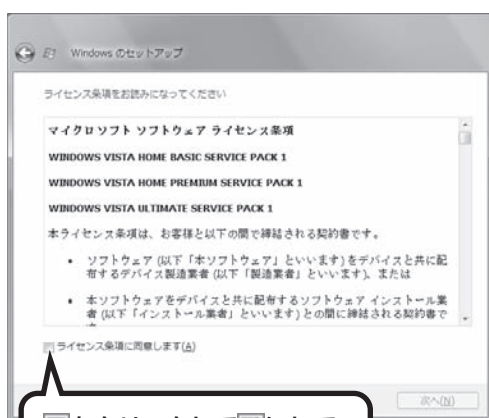 Windows のセットアップ
ライセンス条項をお読みになってください
マイクロソフト ソフトウェア ライセンス条項
WINDOWS VISTA HOME BASIC SERVICE PACK 1
WINDOWS VISTA HOME PREMIUM SERVICE PACK 1
WINDOWS VISTA ULTIMATE SERVICE PACK 1
本ライセンス条項は、お客様と以下の間で締結される契約書です。
• ソフトウェア (以下「本ソフトウェア」といいます) をデバイスと共に配
布するデバイス製造業者 (以下「製造業者」といいます)、または
• 本ソフトウェアをデバイスと共に配布するソフトウェア インストール業
者 (以下「インストール業者」といいます) との間に締結される契約書で
ライセンス条項に同意します(A)
次へ(N)